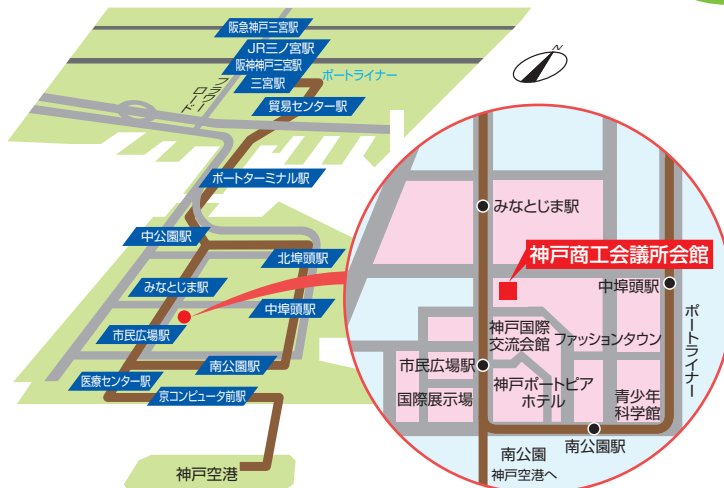 阪急神戸三宮駅
JR三ノ宮駅
阪神神戸三宮駅
三宮駅
ポートライナー
フラワーロード
貿易センター駅
N
ポートターミナル駅
中公園駅
北埠頭駅
みなとじま駅
中埠頭駅
市民広場駅
南公園駅
医療センター駅
京コンピュータ前駅
神戸空港
みなとじま駅
神戸商工会議所会館
中埠頭駅
ポートライナー
神戸国際
交流会館
ファッションタウン
市民広場駅
国際展示場
神戸ポートピア
ホテル
青少年
科学館
南公園駅
南公園
神戸空港へ